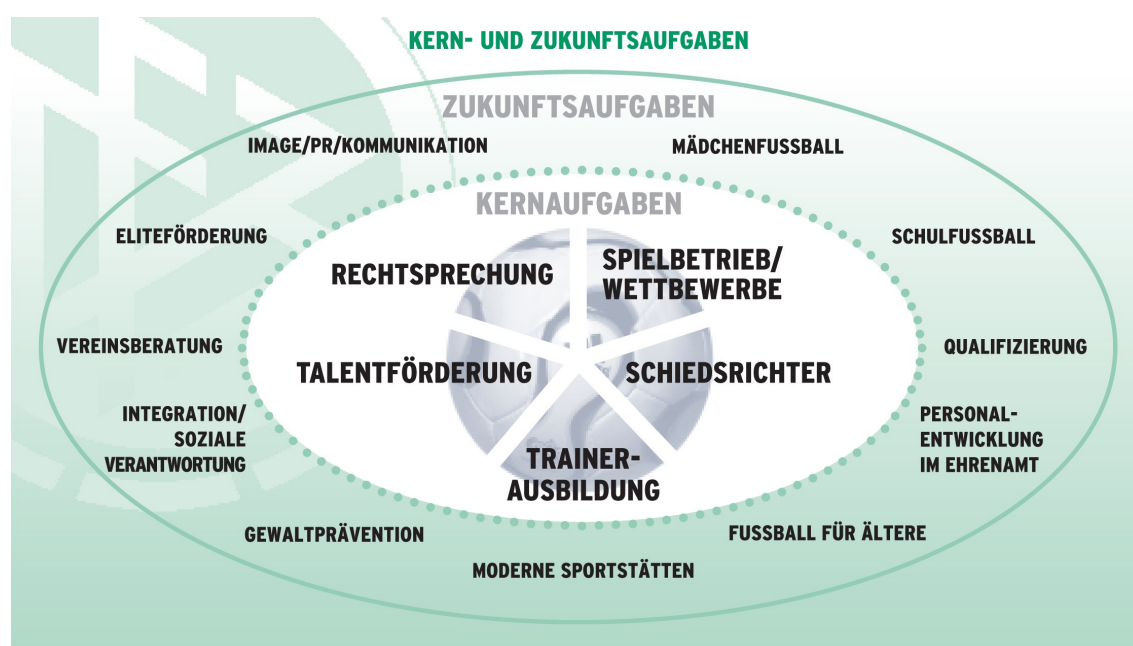 KERN- UND ZUKUNFTSAUFGABEN
ZUKUNFTSAUFGABEN
IMAGE/PR/KOMMUNIKATION
MÄDCHENFUSSBALL
KERNAUFGABEN
ELITEFÖRDERUNG
SCHULFUSSBALL
RECHTSPRECHUNG
SPIELBETRIEB/
WETTBEWERBE
VEREINSBERATUNG
QUALIFIZIERUNG
TALENTFÖRDERUNG
SCHIEDSRICHTER
INTEGRATION/
SOZIALE
VERANTWORTUNG
PERSONAL-
ENTWICKLUNG
IM EHRENAMT
TRAINER-
AUSBILDUNG
GEWALTPRÄVENTION
FUSSBALL FÜR ÄLTERE
MODERNE SPORTSTÄTTEN